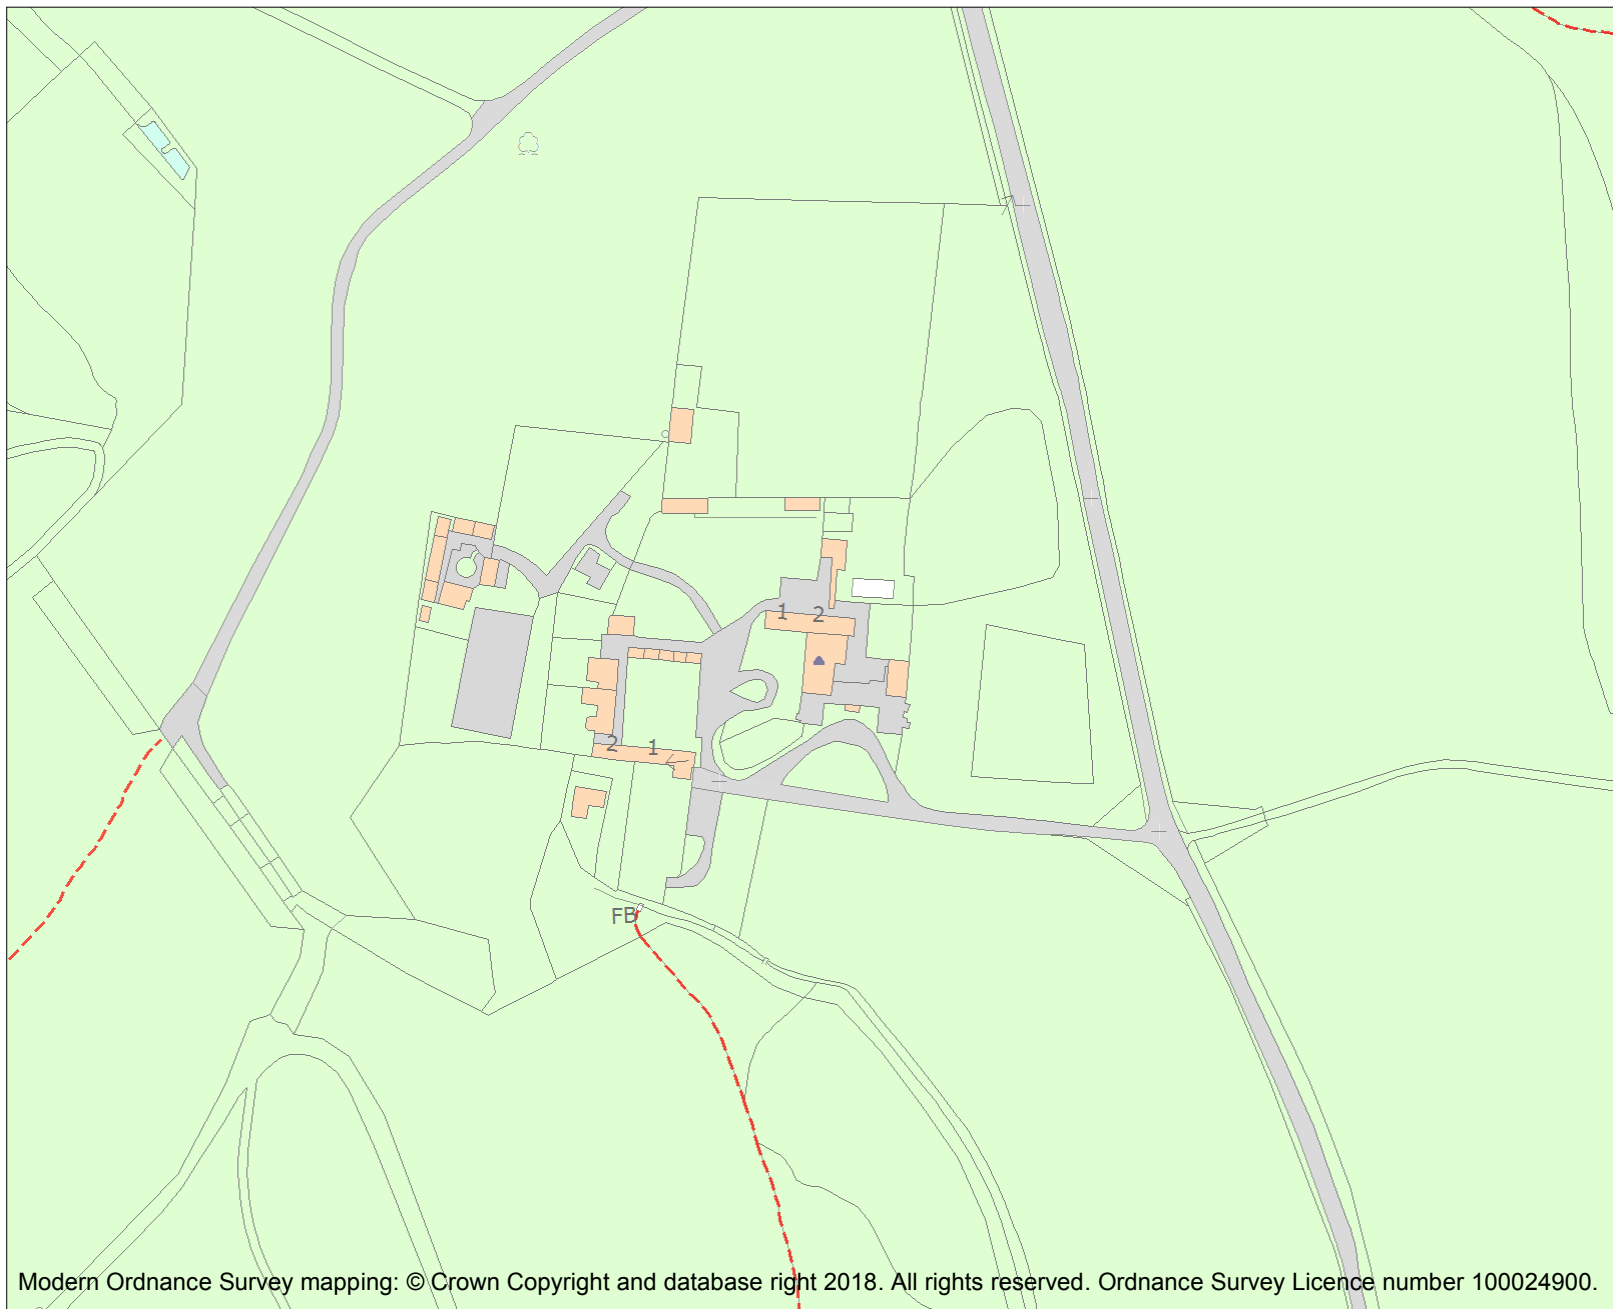 1 2
2 1
FB
Modern Ordnance Survey mapping: © Crown Copyright and database right 2018. All rights reserved. Ordnance Survey Licence number 100024900.